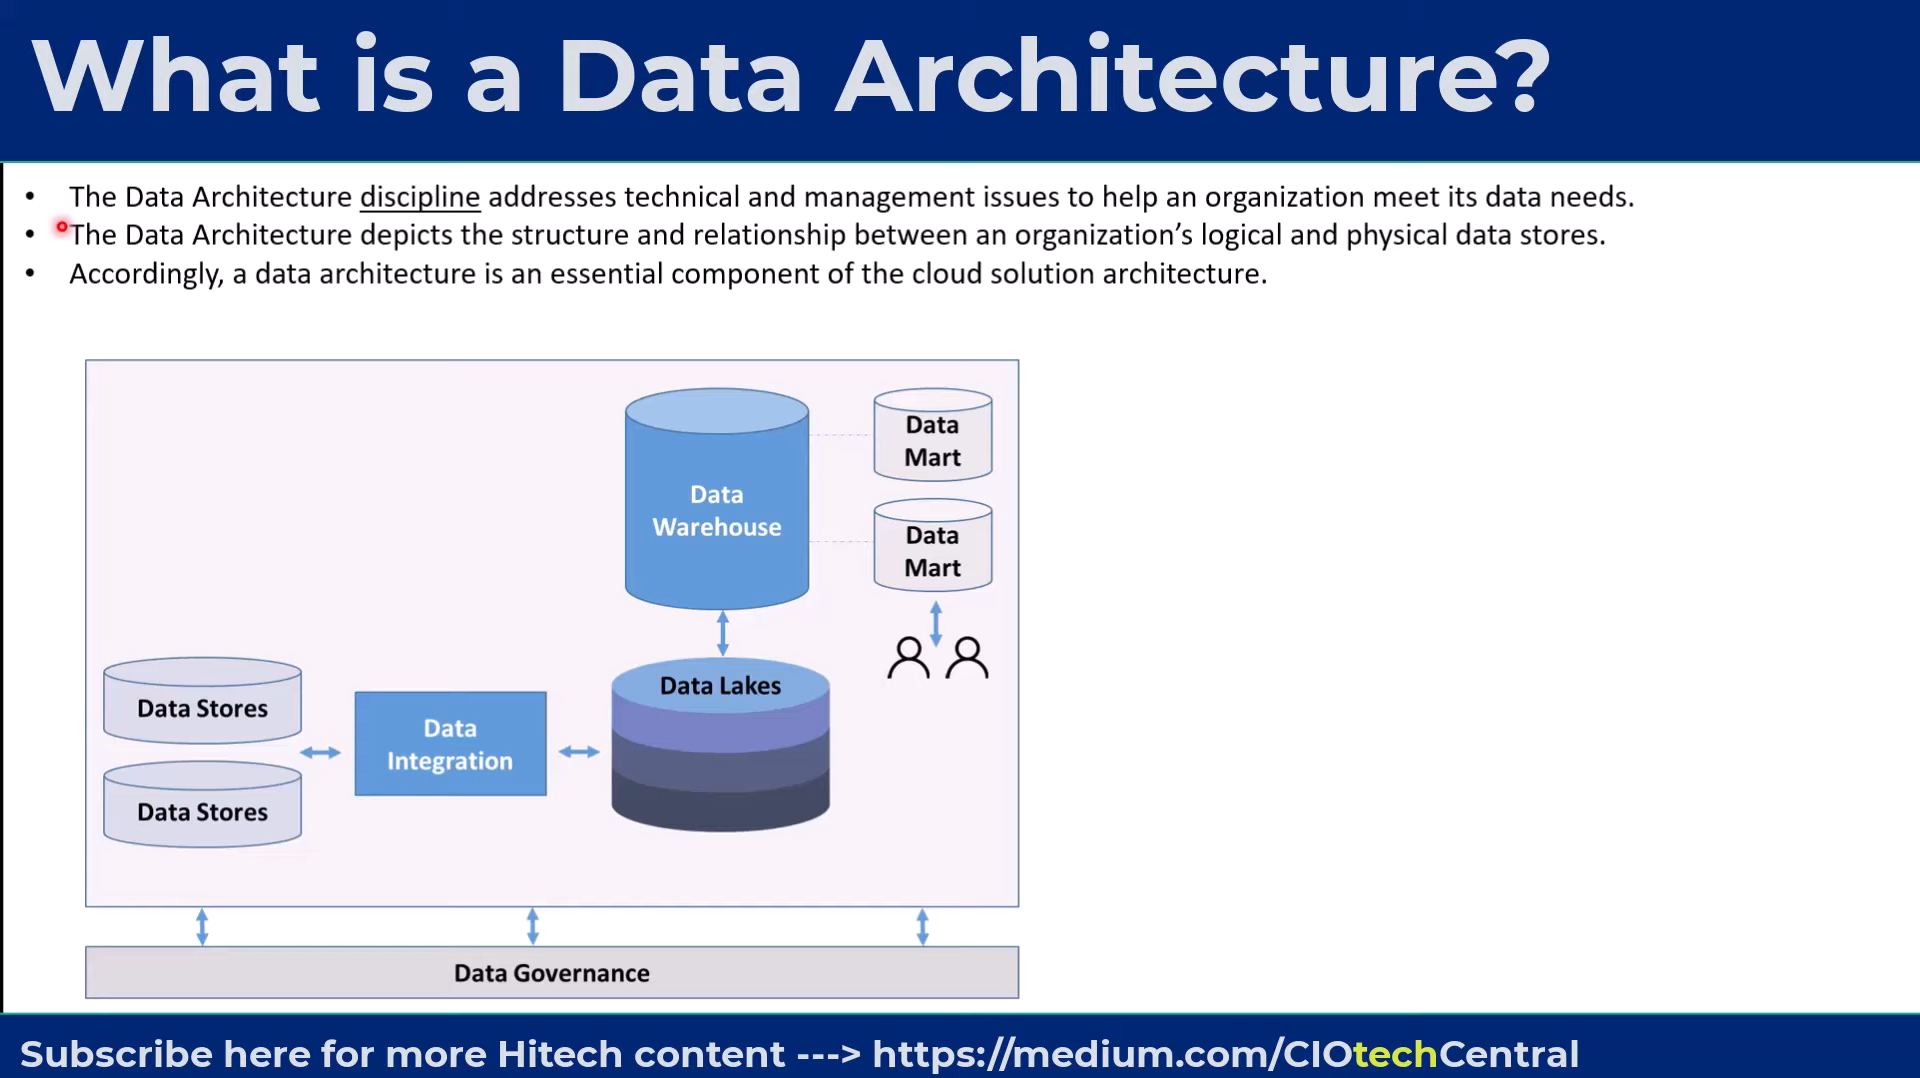 What is a Data Architecture?
• The Data Architecture discipline addresses technical and management issues to help an organization meet its data needs.
• The Data Architecture depicts the structure and relationship between an organization’s logical and physical data stores.
• Accordingly, a data architecture is an essential component of the cloud solution architecture.
Data
Warehouse
Data
Mart
Data
Mart
Data Stores
Data Stores
Data
Integration
Data Lakes
Data Governance
Subscribe here for more Hitech content ---> https://medium.com/CIOtechCentral